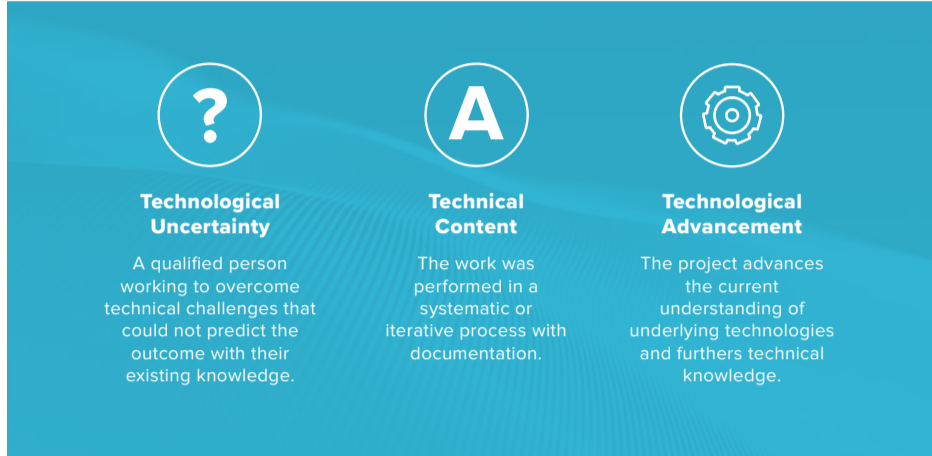 ?
A
Technological
Uncertainty
A qualified person
working to overcome
technical challenges that
could not predict the
outcome with their
existing knowledge.
Technical
Content
The work was
performed in a
systematic or
iterative process with
documentation.
Technological
Advancement
The project advances
the current
understanding of
underlying technologies
and furthers technical
knowledge.